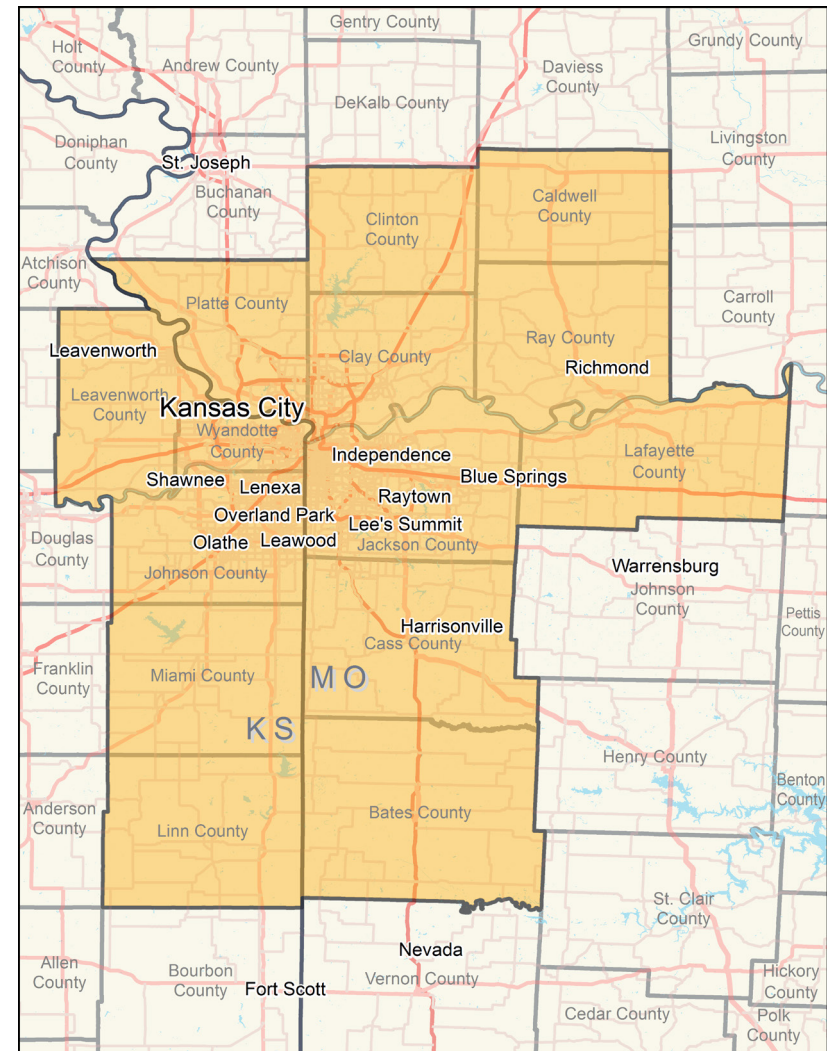 Gentry County
Grundy County
Holt
County
Andrew County
Daviess
County
DeKalb County
Doniphan
County
Livingston
County
St. Joseph
Buchanan
County
Clinton
County
Caldwell
County
Atchison
County
Platte County
Carroll
County
Ray County
Leavenworth
Clay County
Richmond
Leavenworth
County
Kansas City
Wyandotte
County
Independence
Lafayette
County
Blue Springs
Shawnee
Lenexa
Raytown
Overland Park
Lee's Summit
Olathe
Leawood
Jackson County
Douglas
County
Johnson County
Warrensburg
Johnson
County
Harrisonville
Cass County
Pettis
County
Franklin
County
Miami County
MO
KS
Henry County
Benton
County
Anderson
County
Linn County
Bates County
St. Clair
County
Nevada
Allen
County
Bourbon
County
Fort Scott
Vernon County
Hickory
County
Cedar County
Polk
County